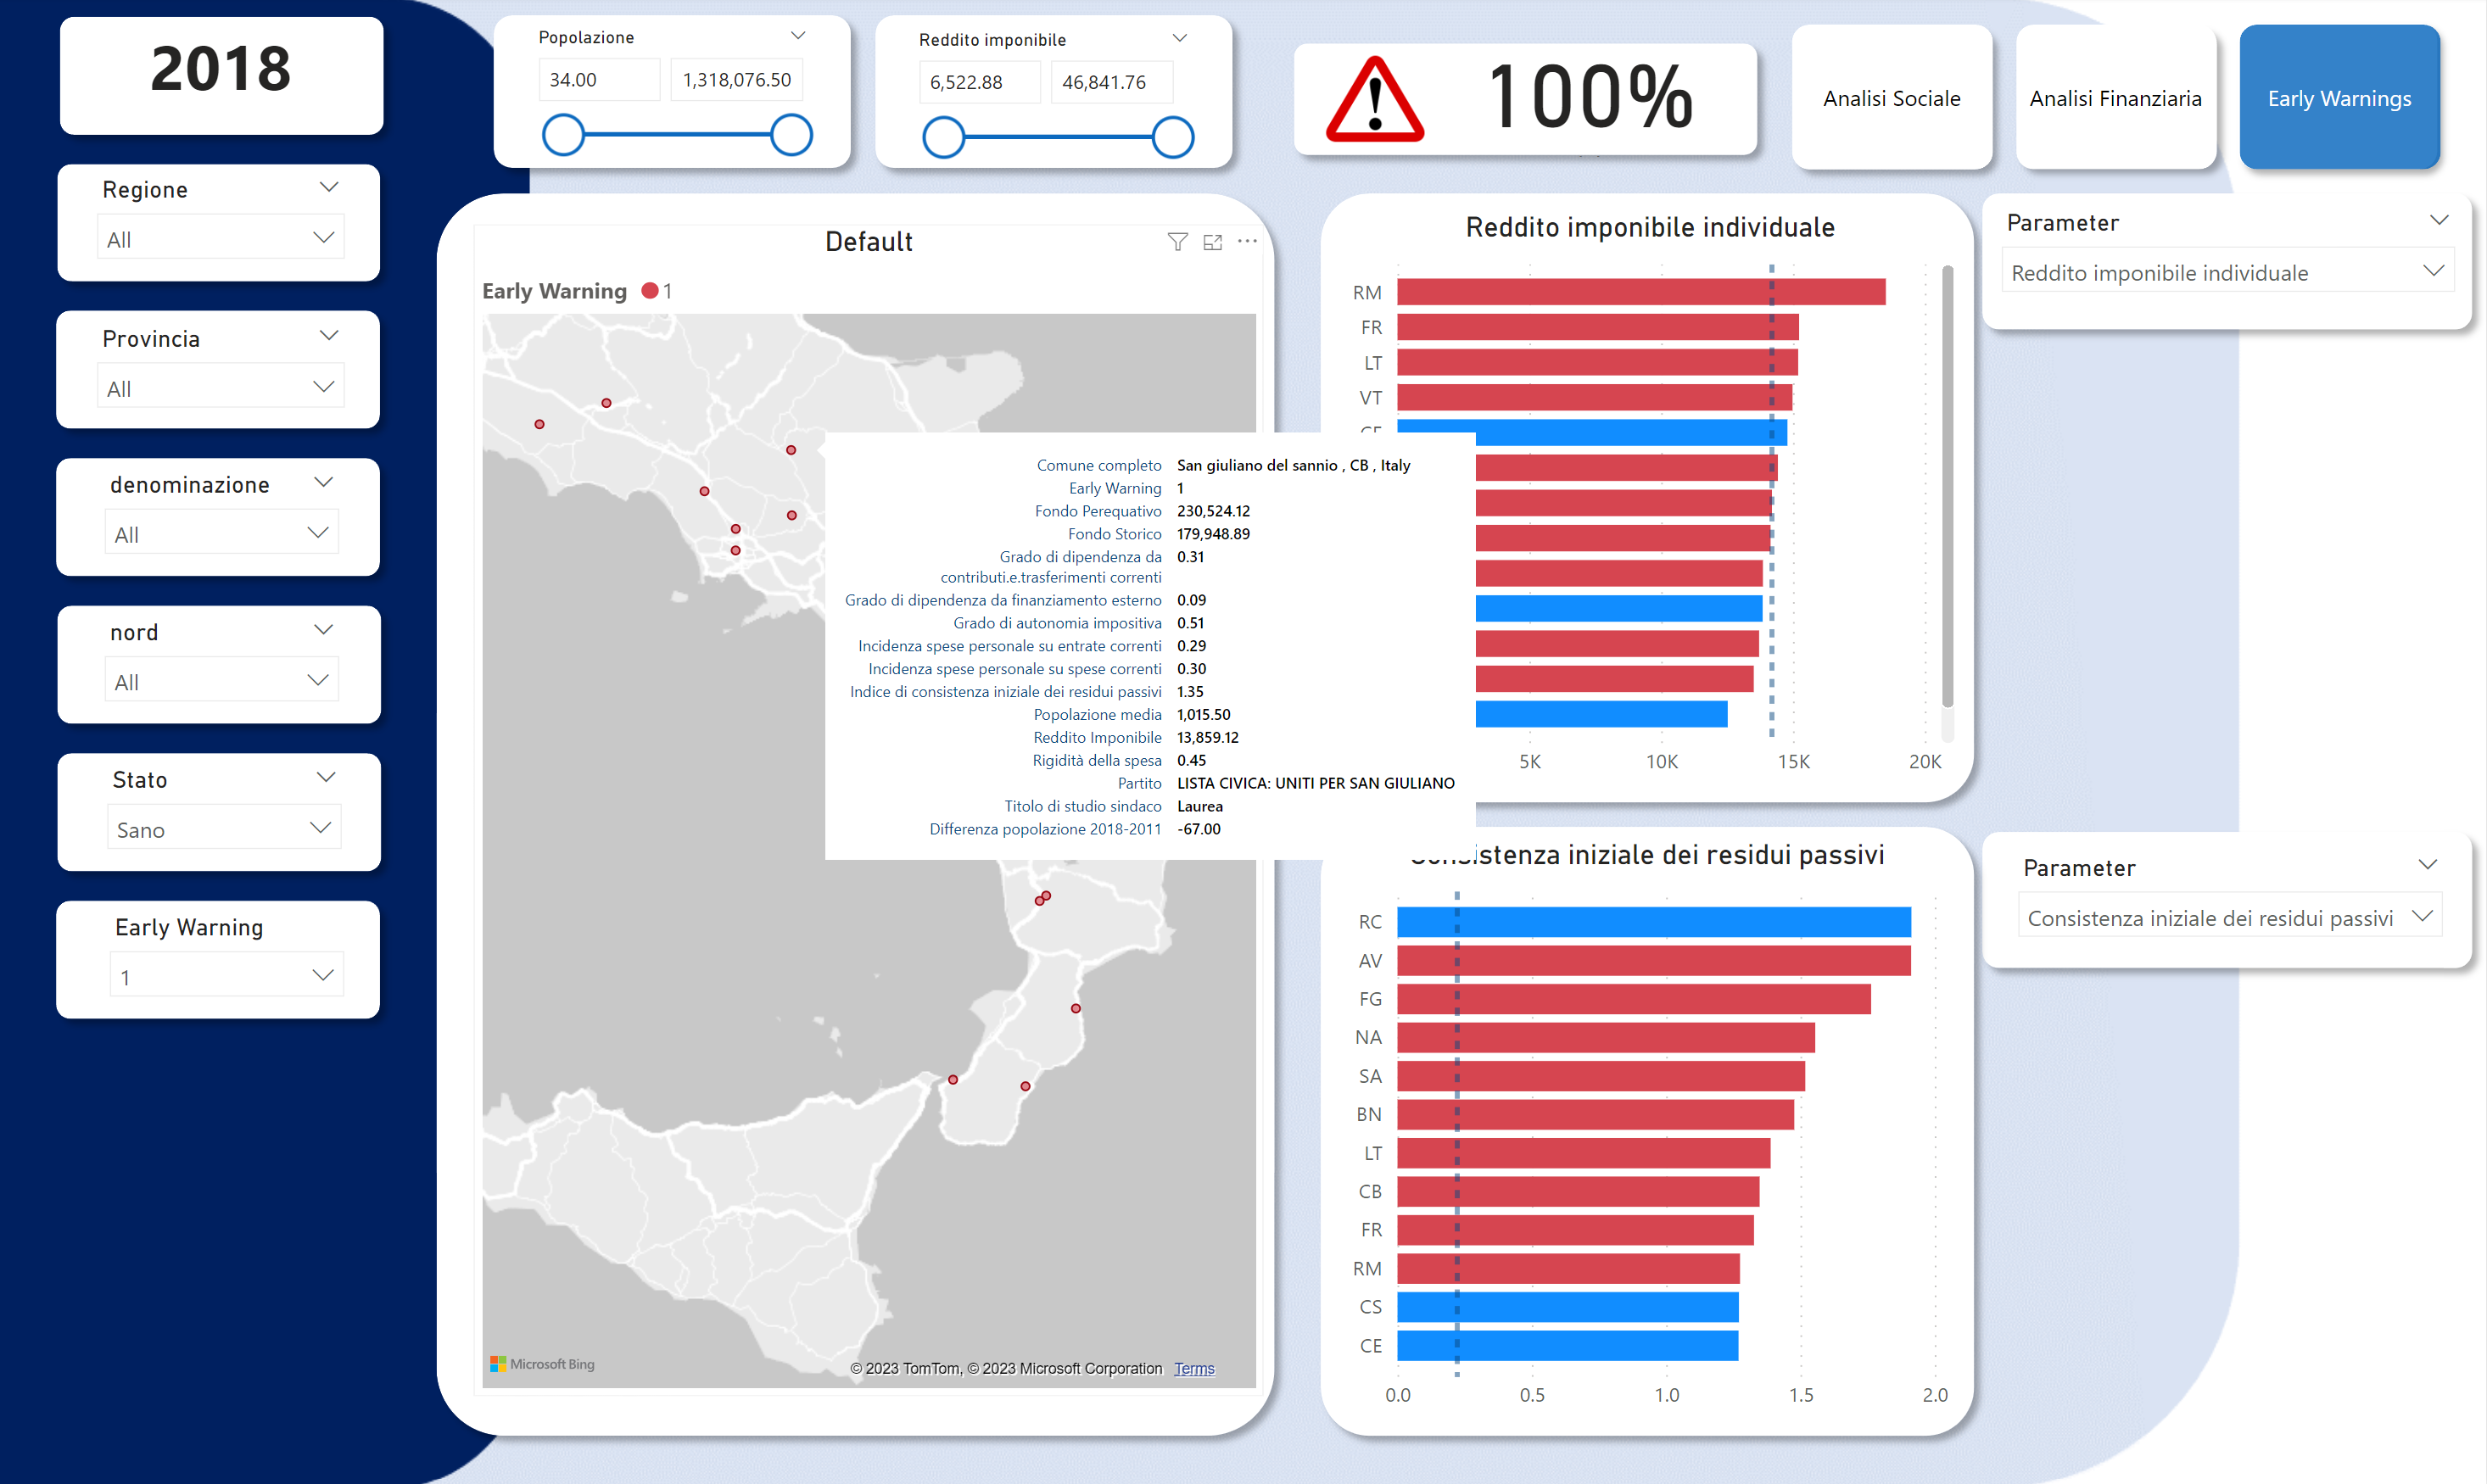 2018
Popolazione
34.00
1,318,076.50
Reddito imponibile
6,522.88
46,841.76
100%
Analisi Sociale
Analisi Finanziaria
Early Warnings
Regione
All
Provincia
All
denominazione
All
nord
All
Stato
Sano
Early Warning
1
Default
Early Warning 1
Comune completo San giuliano del sannio , CB , Italy
Early Warning 1
Fondo Perequativo 230,524.12
Fondo Storico 179,948.89
Grado di dipendenza da 0.31
contributi.e.trasferimenti correnti
Grado di dipendenza da finanziamento esterno 0.09
Grado di autonomia impositiva 0.51
Incidenza spese personale su entrate correnti 0.29
Incidenza spese personale su spese correnti 0.30
Indice di consistenza iniziale dei residui passivi 1.35
Popolazione media 1,015.50
Reddito Imponibile 13,859.12
Rigidità della spesa 0.45
Partito LISTA CIVICA: UNITI PER SAN GIULIANO
Titolo di studio sindaco Laurea
Differenza popolazione 2018-2011 -67.00
Microsoft Bing
© 2023 TomTom, © 2023 Microsoft Corporation Terms
Reddito imponibile individuale
RM
FR
LT
VT
5K 10K 15K 20K
Parameter
Reddito imponibile individuale
iniziale dei residui passivi
RC
AV
FG
NA
SA
BN
LT
CB
FR
RM
CS
CE
0.0 0.5 1.0 1.5 2.0
Parameter
Consistenza iniziale dei residui passivi